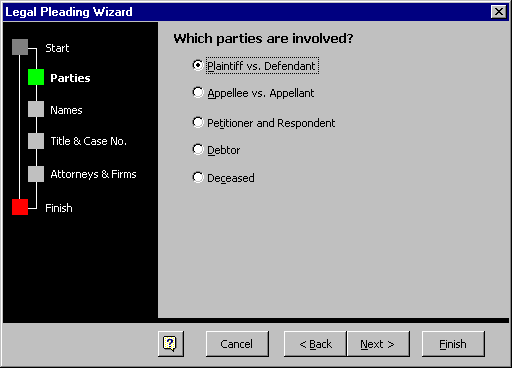 Legal Pleading Wizard
Start
Parties
Names
Title & Case No.
Attorneys & Firms
Finish
Which parties are involved?
Plaintiff vs. Defendant
Appellee vs. Appellant
Petitioner and Respondent
Debtor
Deceased
?
Cancel
< Back
Next >
Finish